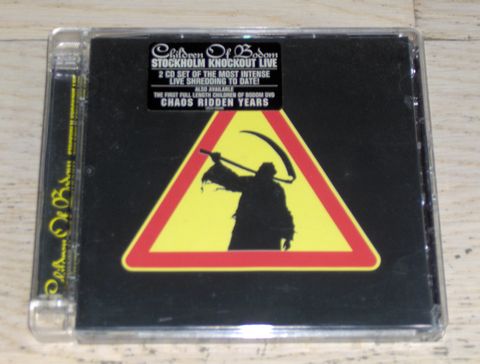 Children Of Bodom
STOCKHOLM KNOCKOUT LIVE
2 CD SET OF THE MOST INTENSE
LIVE SHREDDING TO DATE!
ALSO AVAILABLE
THE FIRST FULL LENGTH CHILDREN OF BODOM DVD
CHAOS RIDDEN YEARS
Children Of Bodom